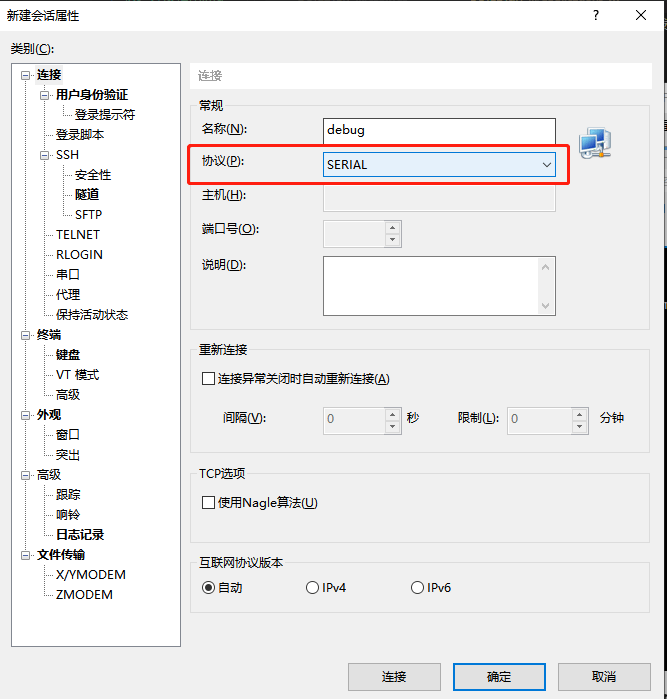 新建会话属性
类别(C):
连接
用户身份验证
登录提示符
登录脚本
SSH
安全性
隧道
SFTP
TELNET
RLOGIN
串口
代理
保持活动状态
终端
键盘
VT 模式
高级
外观
窗口
突出
高级
跟踪
响铃
日志记录
文件传输
X/YMODEM
ZMODEM
连接
常规
名称(N): debug
协议(P): SERIAL
主机(H):
端口号(O):
说明(D):
重新连接
连接异常关闭时自动重新连接(A)
间隔(V): 0 秒 限制(L): 0 分钟
TCP选项
使用Nagle算法(U)
互联网协议版本
自动 IPv4 IPv6
连接 确定 取消